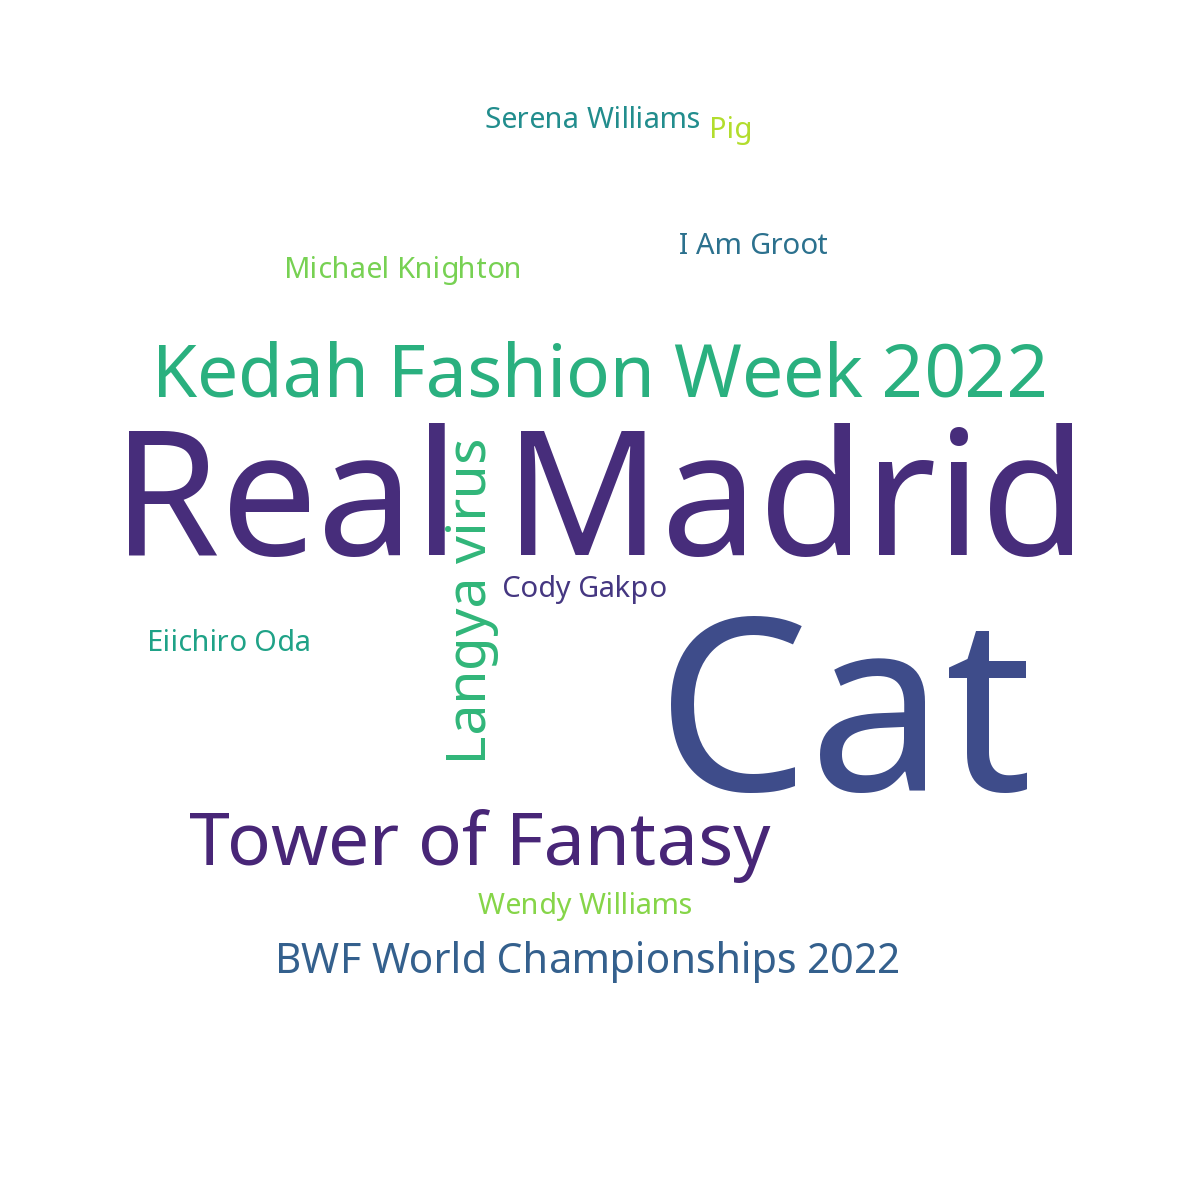 Serena Williams
Pig
I Am Groot
Michael Knighton
Kedah Fashion Week 2022
Real Madrid
Langya virus
Cody Gakpo
Eiichiro Oda
Cat
Tower of Fantasy
Wendy Williams
BWF World Championships 2022